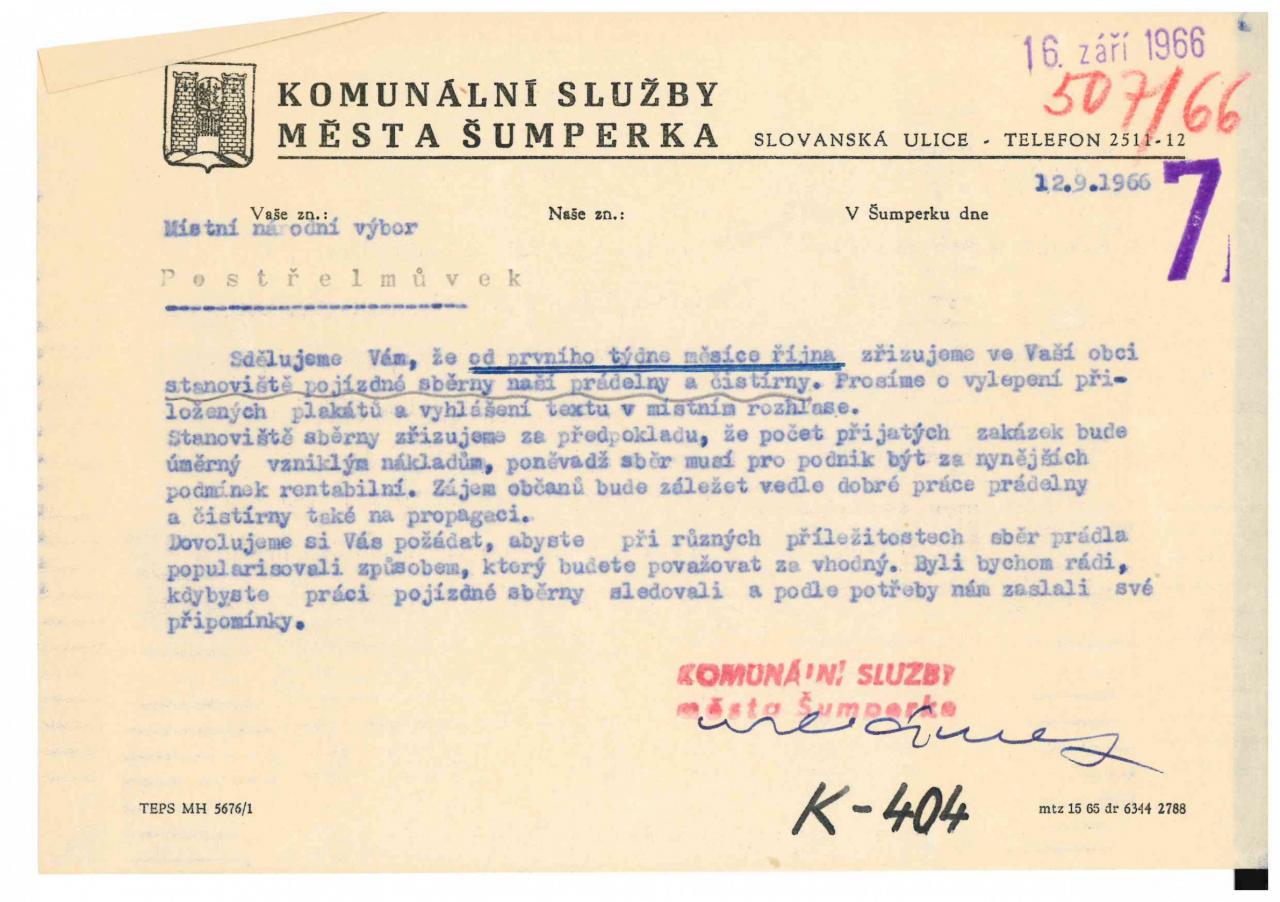 16. září 1966
507/66
KOMUNÁLNÍ SLUŽBY
MĚSTA ŠUMPERKA SLOVANSKÁ ULICE - TELEFON 2511-12
12.9.1966
7
Vaše zn.: Naše zn.: V Šumperku dne
Místní národní výbor
Postřelmůvek
Sdělujeme Vám, že od prvního týdne měsíce října zřizujeme ve Vaší obci
stanoviště pojízdné sběrny naší prádelny a čistírny. Prosíme o vylepení při-
ložených plakátů a vyhlášení textu v místním rozhlase.
Stanoviště sběrny zřizujeme za předpokladu, že počet přijatých zakázek bude
úměrný vzniklým nákladům, poněvadž sběr musí pro podnik být za nynějších
podmínek rentabilní. Zájem občanů bude záležet vedle dobré práce prádelny
a čistírny také na propagaci.
Dovolujeme si Vás požádat, abyste při různých příležitostech sběr prádla
popularisovali způsobem, který budete považovat za vhodný. Byli bychom rádi,
kdybyste práci pojízdné sběrny sledovali a podle potřeby nám zaslali své
připomínky.
KOMUNÁLNÍ SLUŽBY
města Šumperka
K-404
TEPS MH 5676/1 mtz 15 65 dr 6344 2788